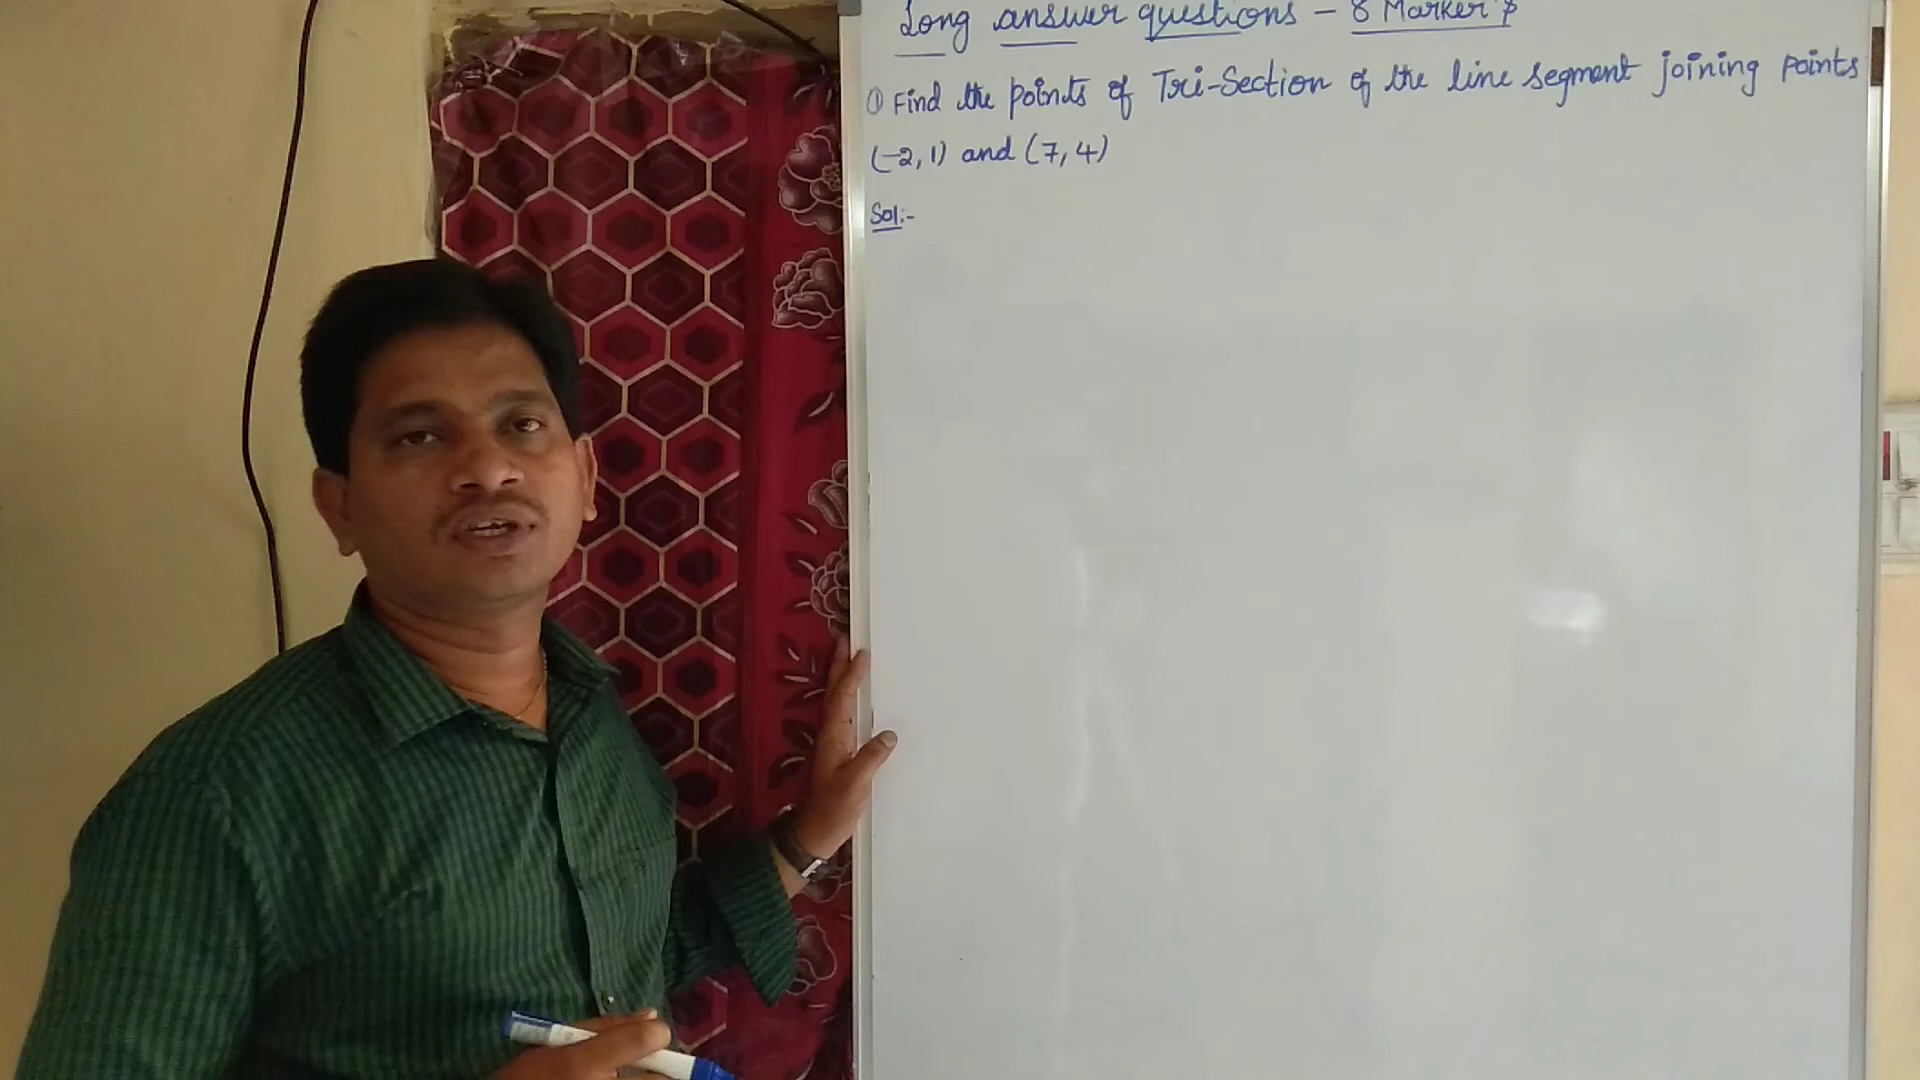 Long answer questions - 8 Marker's
① Find the points of Tri-Section of the line segment joining points
(-2, 1) and (7, 4)
Sol:-